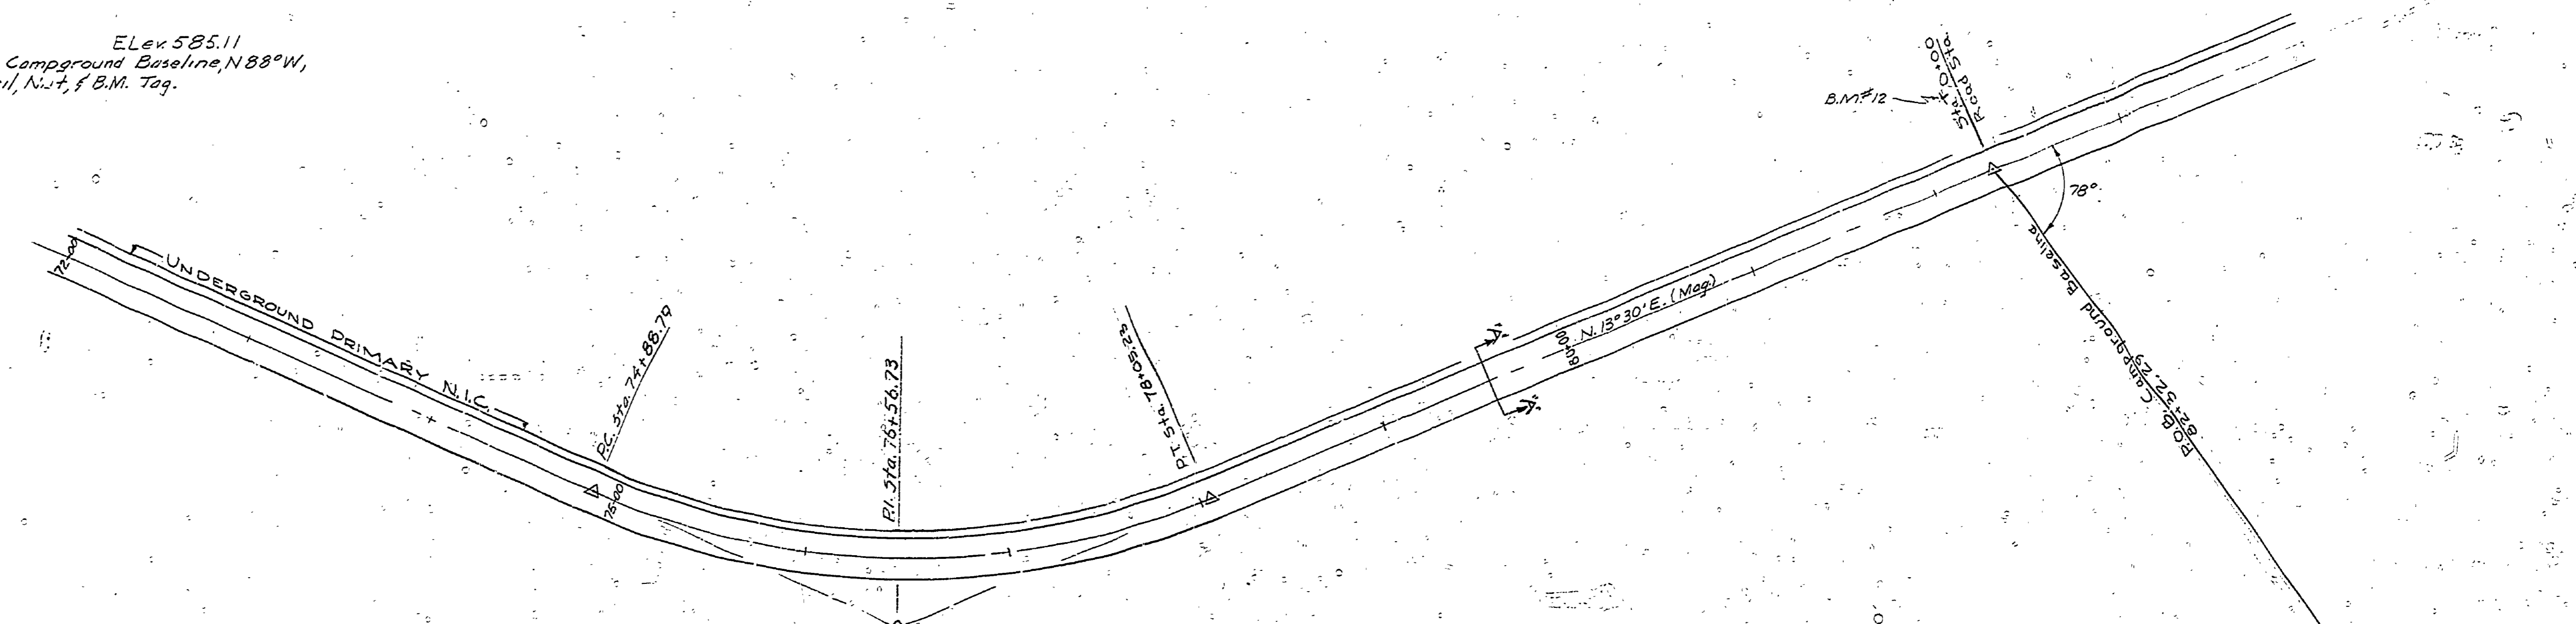 ELev. 585.11
Campground Baseline, N 88° W,
Nut, & B.M. Tag.
72+00
UNDERGROUND PRIMARY N.I.C.
P.C. Sta. 74+88.79
75+00
P.I. Sta. 76+56.73
P.T. Sta. 78+05.23
"A"
"A"
80+00
N. 13° 30' E. (Mag.)
B.M. #12
Sta. 0+00
Road Sta.
78°
P.O.B. Campground Baseline
82+32.29